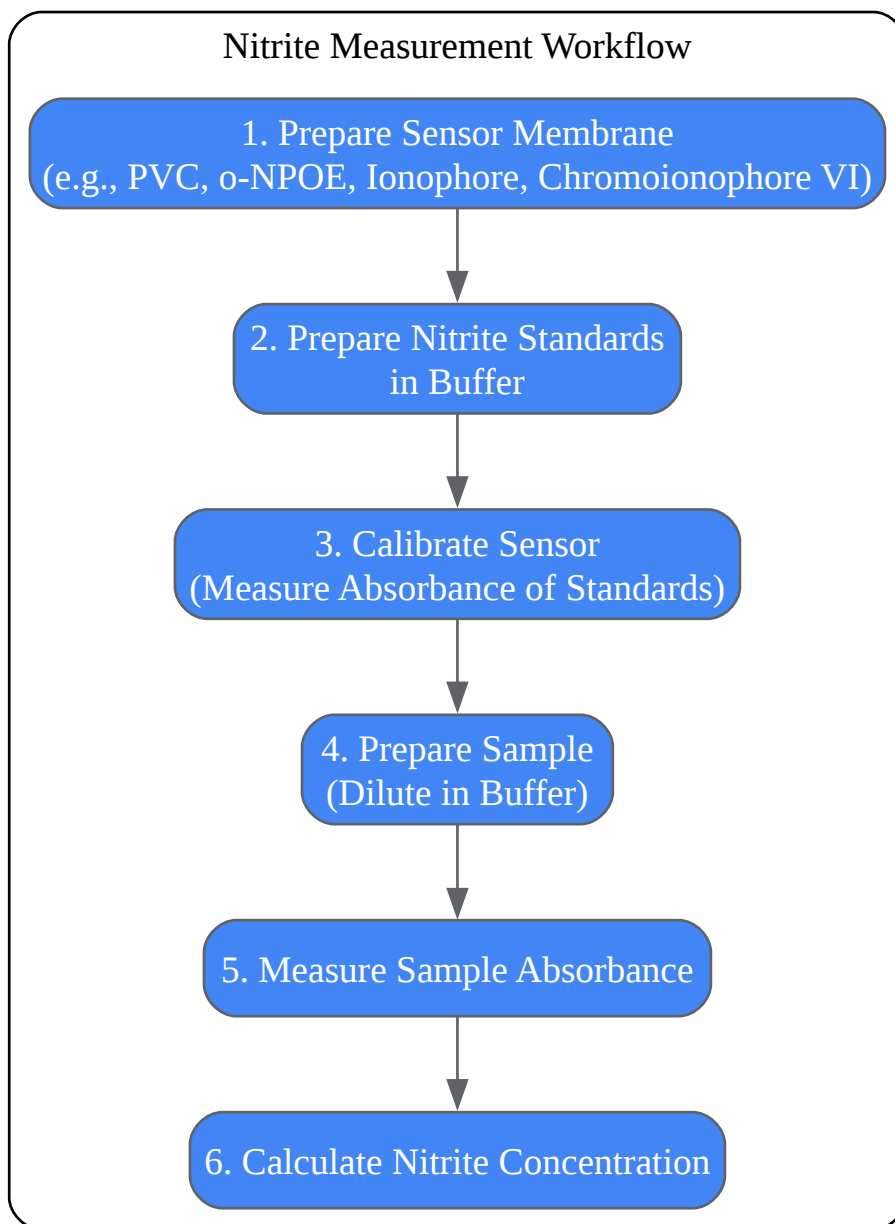 Nitrite Measurement Workflow
1. Prepare Sensor Membrane
(e.g., PVC, o-NPOE, Ionophore, Chromoionophore VI)
2. Prepare Nitrite Standards
in Buffer
3. Calibrate Sensor
(Measure Absorbance of Standards)
4. Prepare Sample
(Dilute in Buffer)
5. Measure Sample Absorbance
6. Calculate Nitrite Concentration